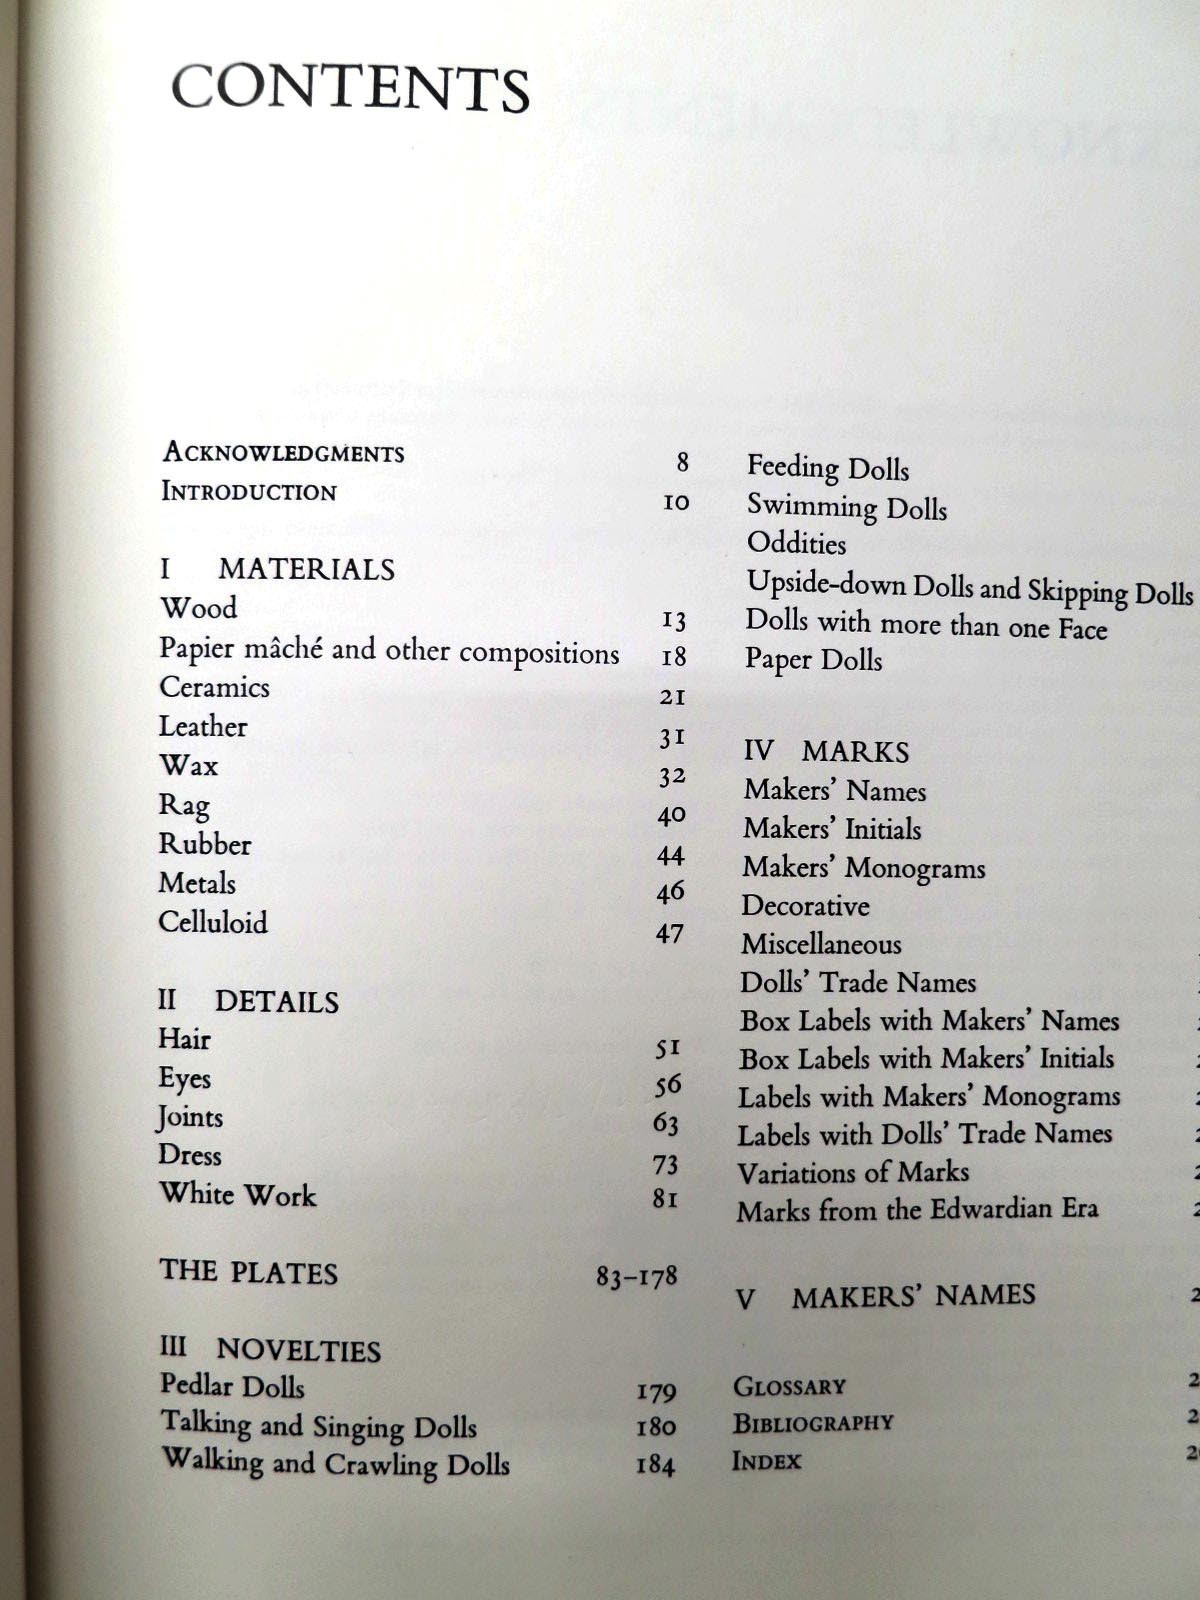 CONTENTS
ACKNOWLEDGMENTS 8
INTRODUCTION 10
I MATERIALS
Wood 13
Papier mâché and other compositions 18
Ceramics 21
Leather 31
Wax 32
Rag 40
Rubber 44
Metals 46
Celluloid 47
II DETAILS
Hair 51
Eyes 56
Joints 63
Dress 73
White Work 81
THE PLATES 83–178
III NOVELTIES
Pedlar Dolls 179
Talking and Singing Dolls 180
Walking and Crawling Dolls 184
Feeding Dolls
Swimming Dolls
Oddities
Upside-down Dolls and Skipping Dolls
Dolls with more than one Face
Paper Dolls
IV MARKS
Makers' Names
Makers' Initials
Makers' Monograms
Decorative
Miscellaneous
Dolls' Trade Names
Box Labels with Makers' Names
Box Labels with Makers' Initials
Labels with Makers' Monograms
Labels with Dolls' Trade Names
Variations of Marks
Marks from the Edwardian Era
V MAKERS' NAMES
GLOSSARY
BIBLIOGRAPHY
INDEX